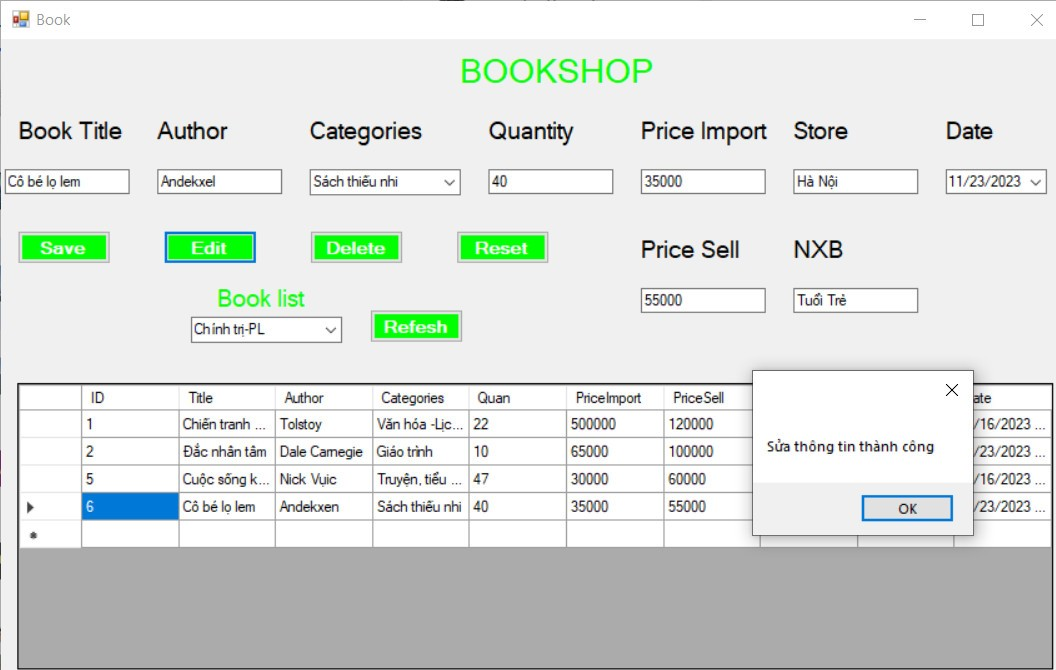 Book
BOOKSHOP
Book Title Author Categories Quantity Price Import Store Date
Cô bé lọ lem Andekxel Sách thiếu nhi 40 35000 Hà Nội 11/23/2023
Save Edit Delete Reset Price Sell NXB
Book list 55000 Tuổi Trẻ
Chính trị-PL Refesh
ID Title Author Categories Quan PriceImport PriceSell ate
1 Chiến tranh ... Tolstoy Văn hóa -Lịc... 22 500000 120000 /16/2023 ...
2 Đắc nhân tâm Dale Carnegie Giáo trình 10 65000 100000 /23/2023 ...
5 Cuộc sống k... Nick Vujic Truyện, tiểu ... 47 30000 60000 /16/2023 ...
6 Cô bé lọ lem Andekxen Sách thiếu nhi 40 35000 55000 /23/2023 ...
Sửa thông tin thành công
OK